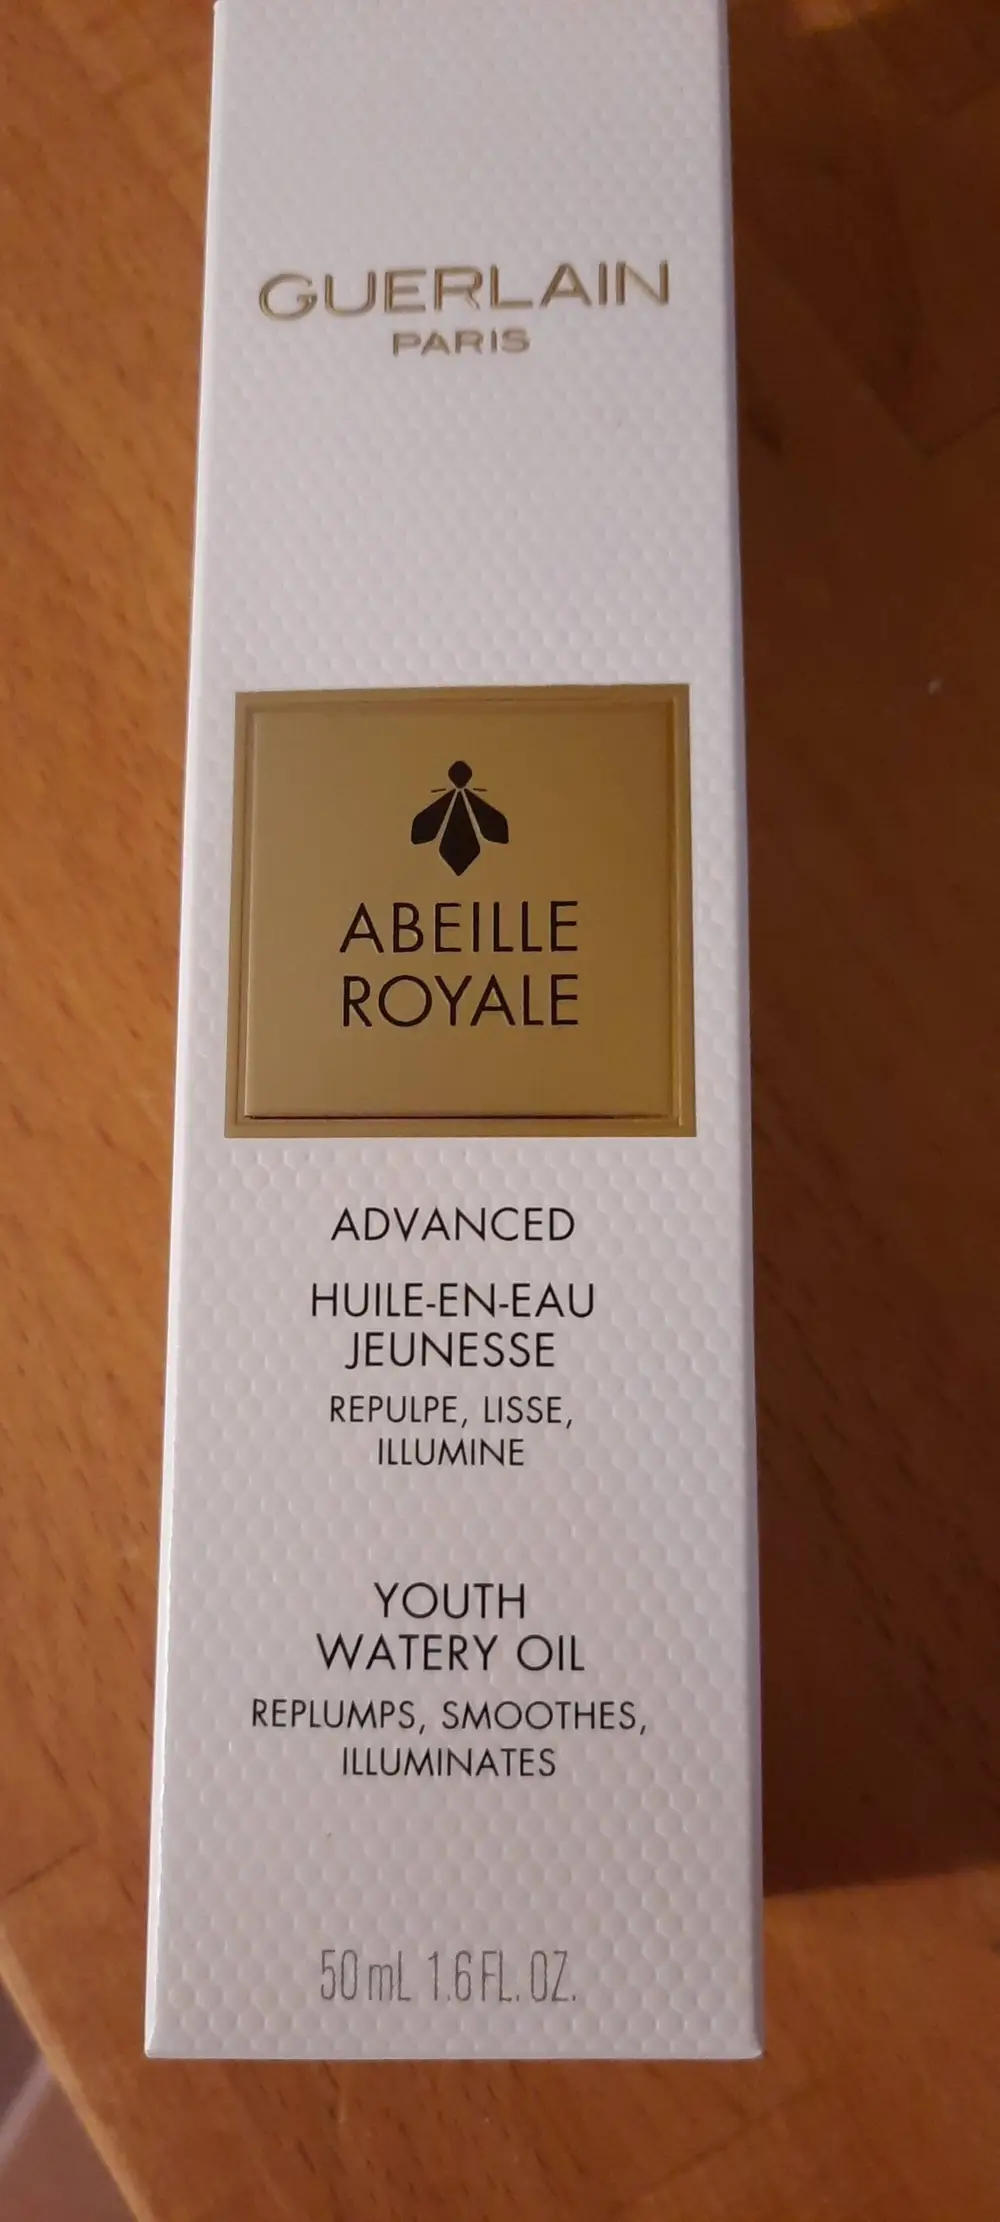 GUERLAIN
PARIS
ABEILLE
ROYALE
ADVANCED
HUILE-EN-EAU
JEUNESSE
REPULPE, LISSE,
ILLUMINE
YOUTH
WATERY OIL
REPLUMPS, SMOOTHES,
ILLUMINATES
50 mL 1.6 FL. OZ.